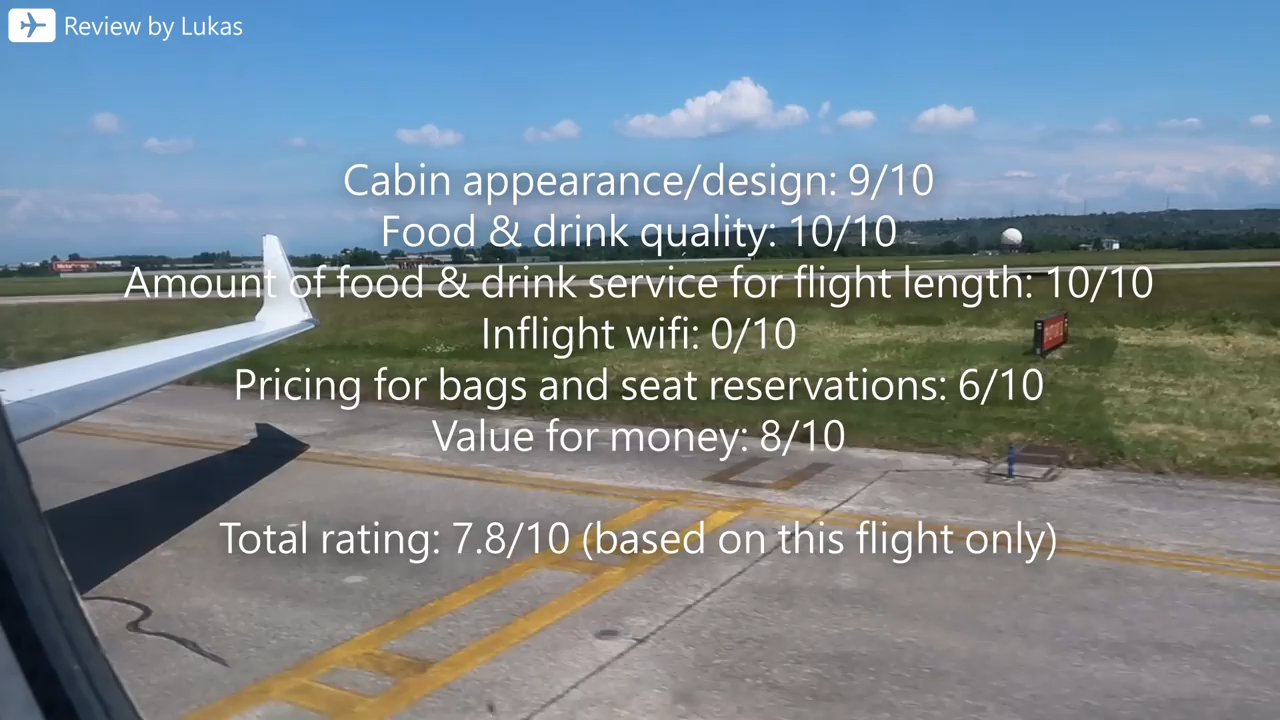 Review by Lukas
Cabin appearance/design: 9/10
Food & drink quality: 10/10
Amount of food & drink service for flight length: 10/10
Inflight wifi: 0/10
Pricing for bags and seat reservations: 6/10
Value for money: 8/10
Total rating: 7.8/10 (based on this flight only)